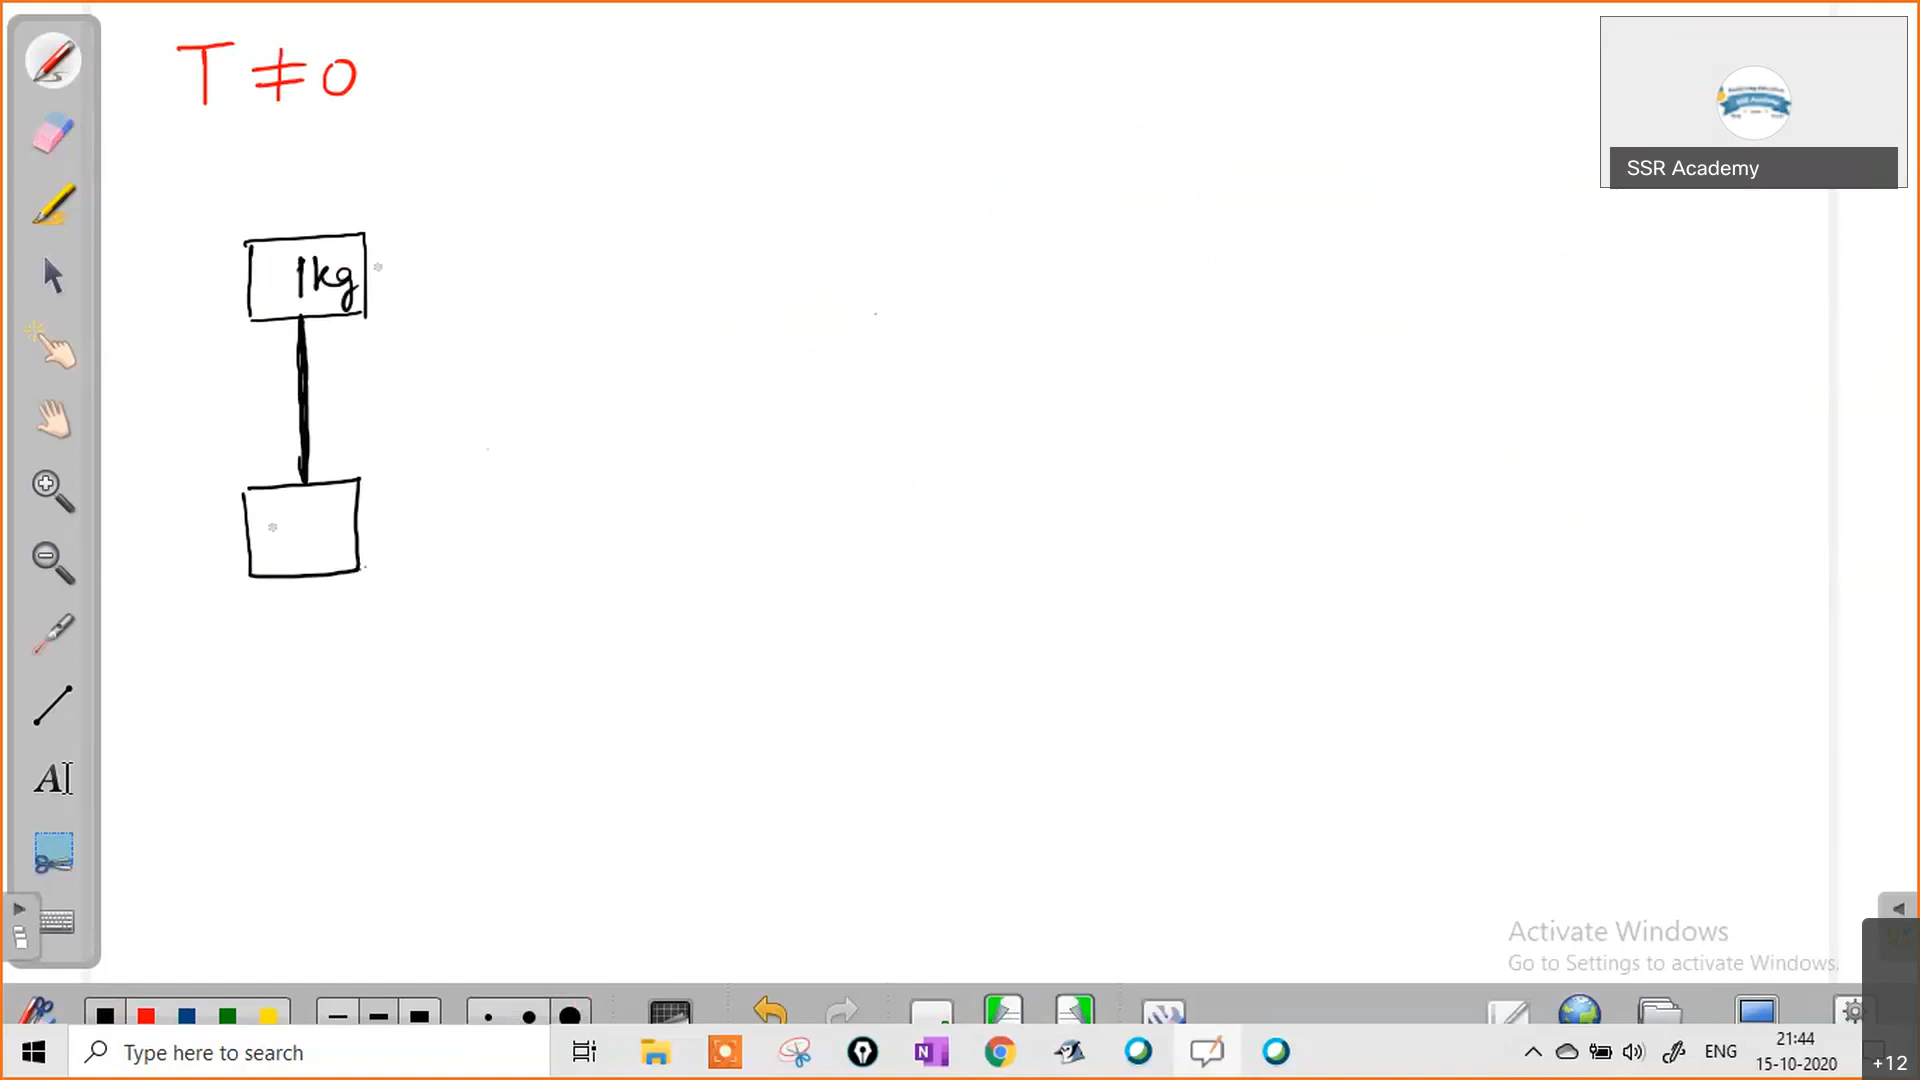 T ≠ 0
SSR Academy
1kg
A
Activate Windows
Go to Settings to activate Windows.
Type here to search
N
ENG
21:44
15-10-2020
+12